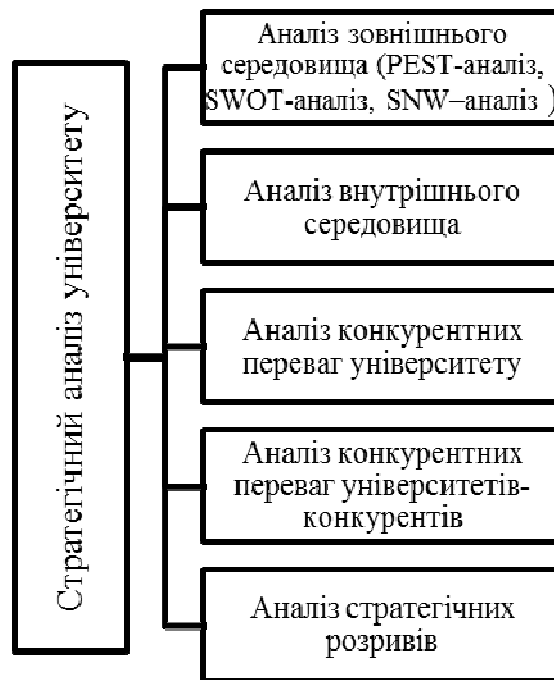 Стратегічний аналіз університету
Аналіз зовнішнього
середовища (PEST-аналіз,
SWOT-аналіз, SNW–аналіз )
Аналіз внутрішнього
середовища
Аналіз конкурентних
переваг університету
Аналіз конкурентних
переваг університетів-
конкурентів
Аналіз стратегічних
розривів